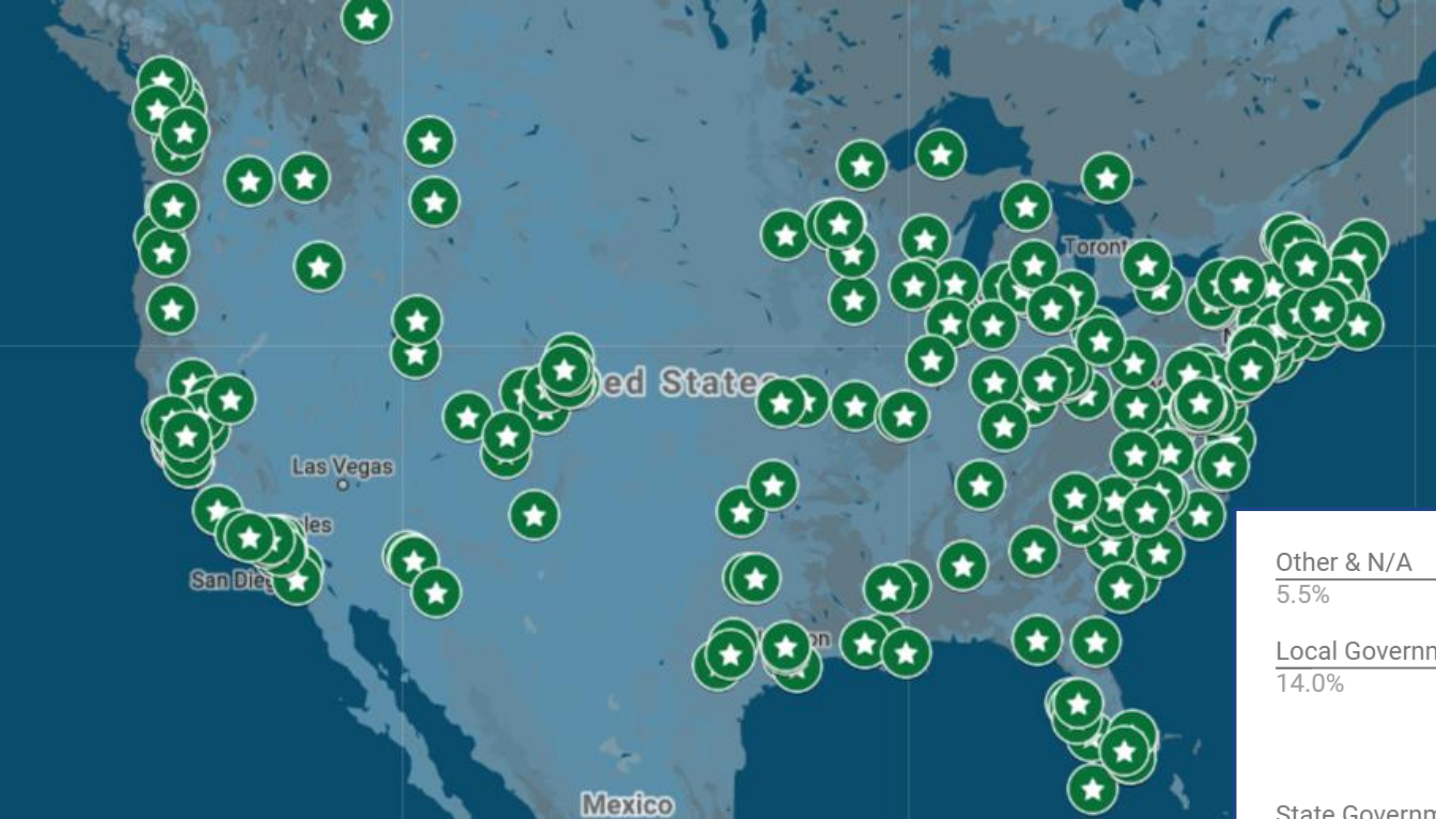 Toront
ed States
Las Vegas
les
San Dieg
on
Mexico
Other & N/A
5.5%
Local Governm
14.0%
State Governm